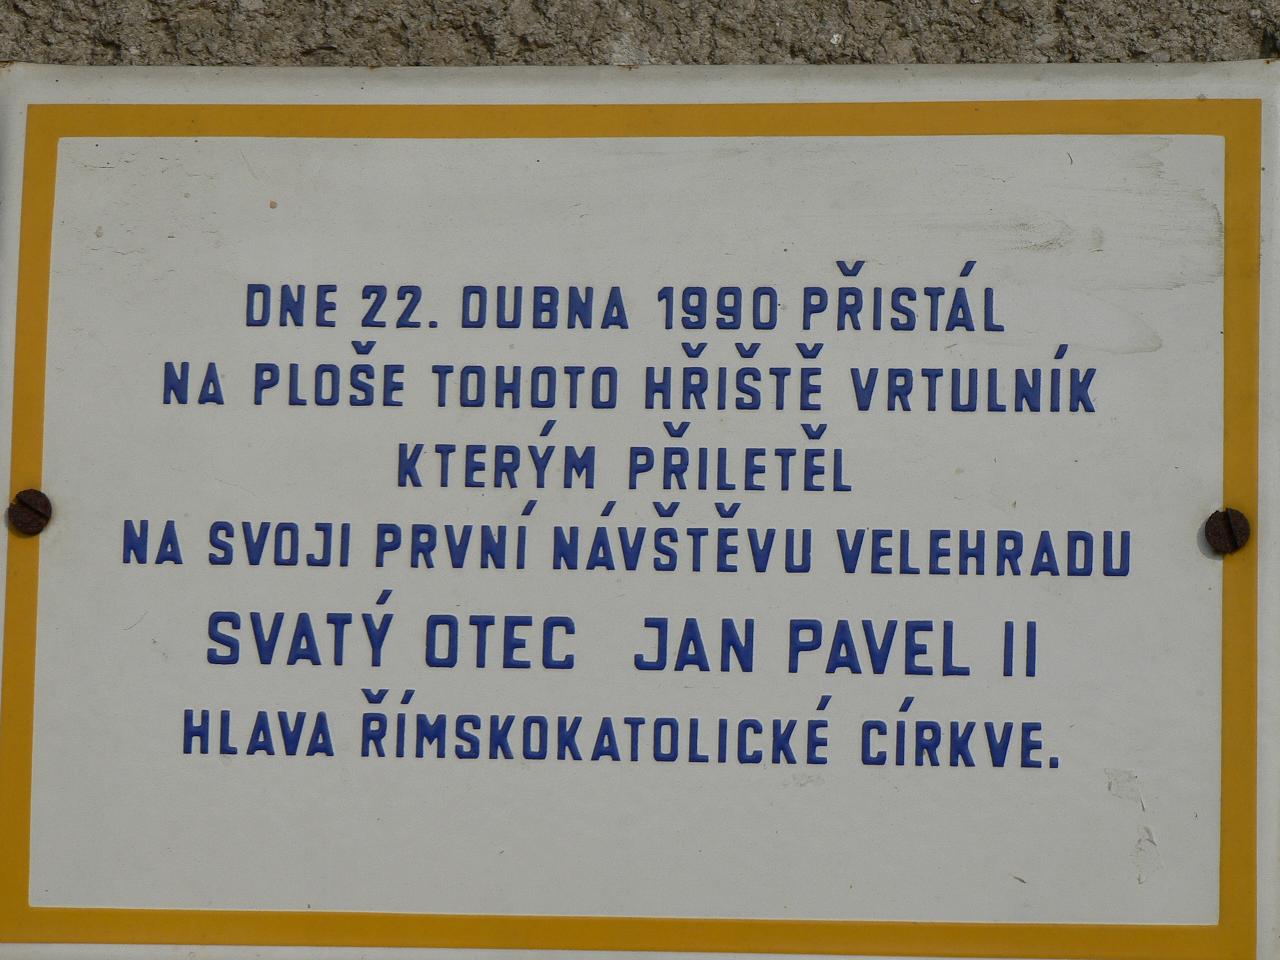 DNE 22. DUBNA 1990 PŘISTÁL
NA PLOŠE TOHOTO HŘIŠTĚ VRTULNÍK
KTERÝM PŘILETĚL
NA SVOJI PRVNÍ NÁVŠTĚVU VELEHRADU
SVATÝ OTEC JAN PAVEL II
HLAVA ŘÍMSKOKATOLICKÉ CÍRKVE.